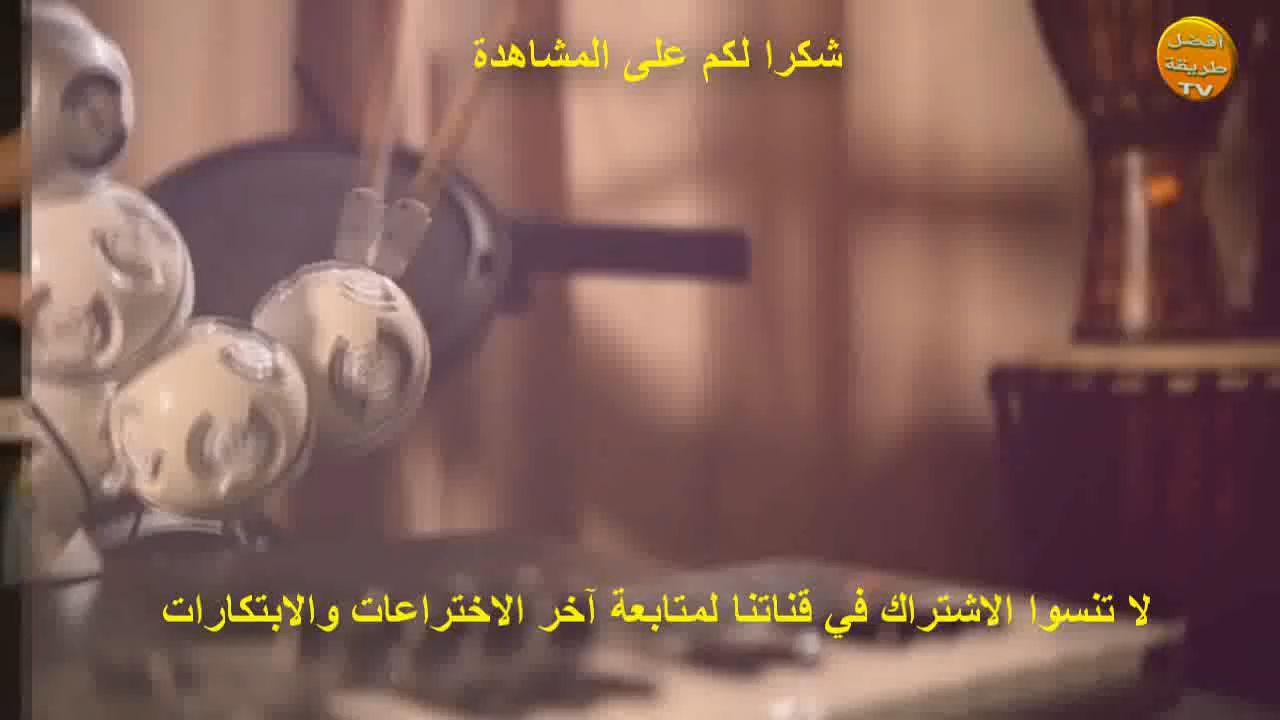 شكرا لكم على المشاهدة
افضل
طريقة
TV
لا تنسوا الاشتراك في قناتنا لمتابعة آخر الاختراعات والابتكارات